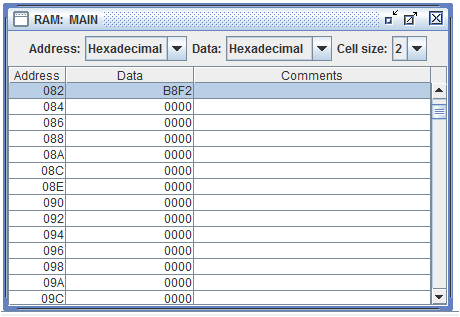 RAM: MAIN
Address: Hexadecimal Data: Hexadecimal Cell size: 2
Address Data Comments
082 B8F2
084 0000
086 0000
088 0000
08A 0000
08C 0000
08E 0000
090 0000
092 0000
094 0000
096 0000
098 0000
09A 0000
09C 0000